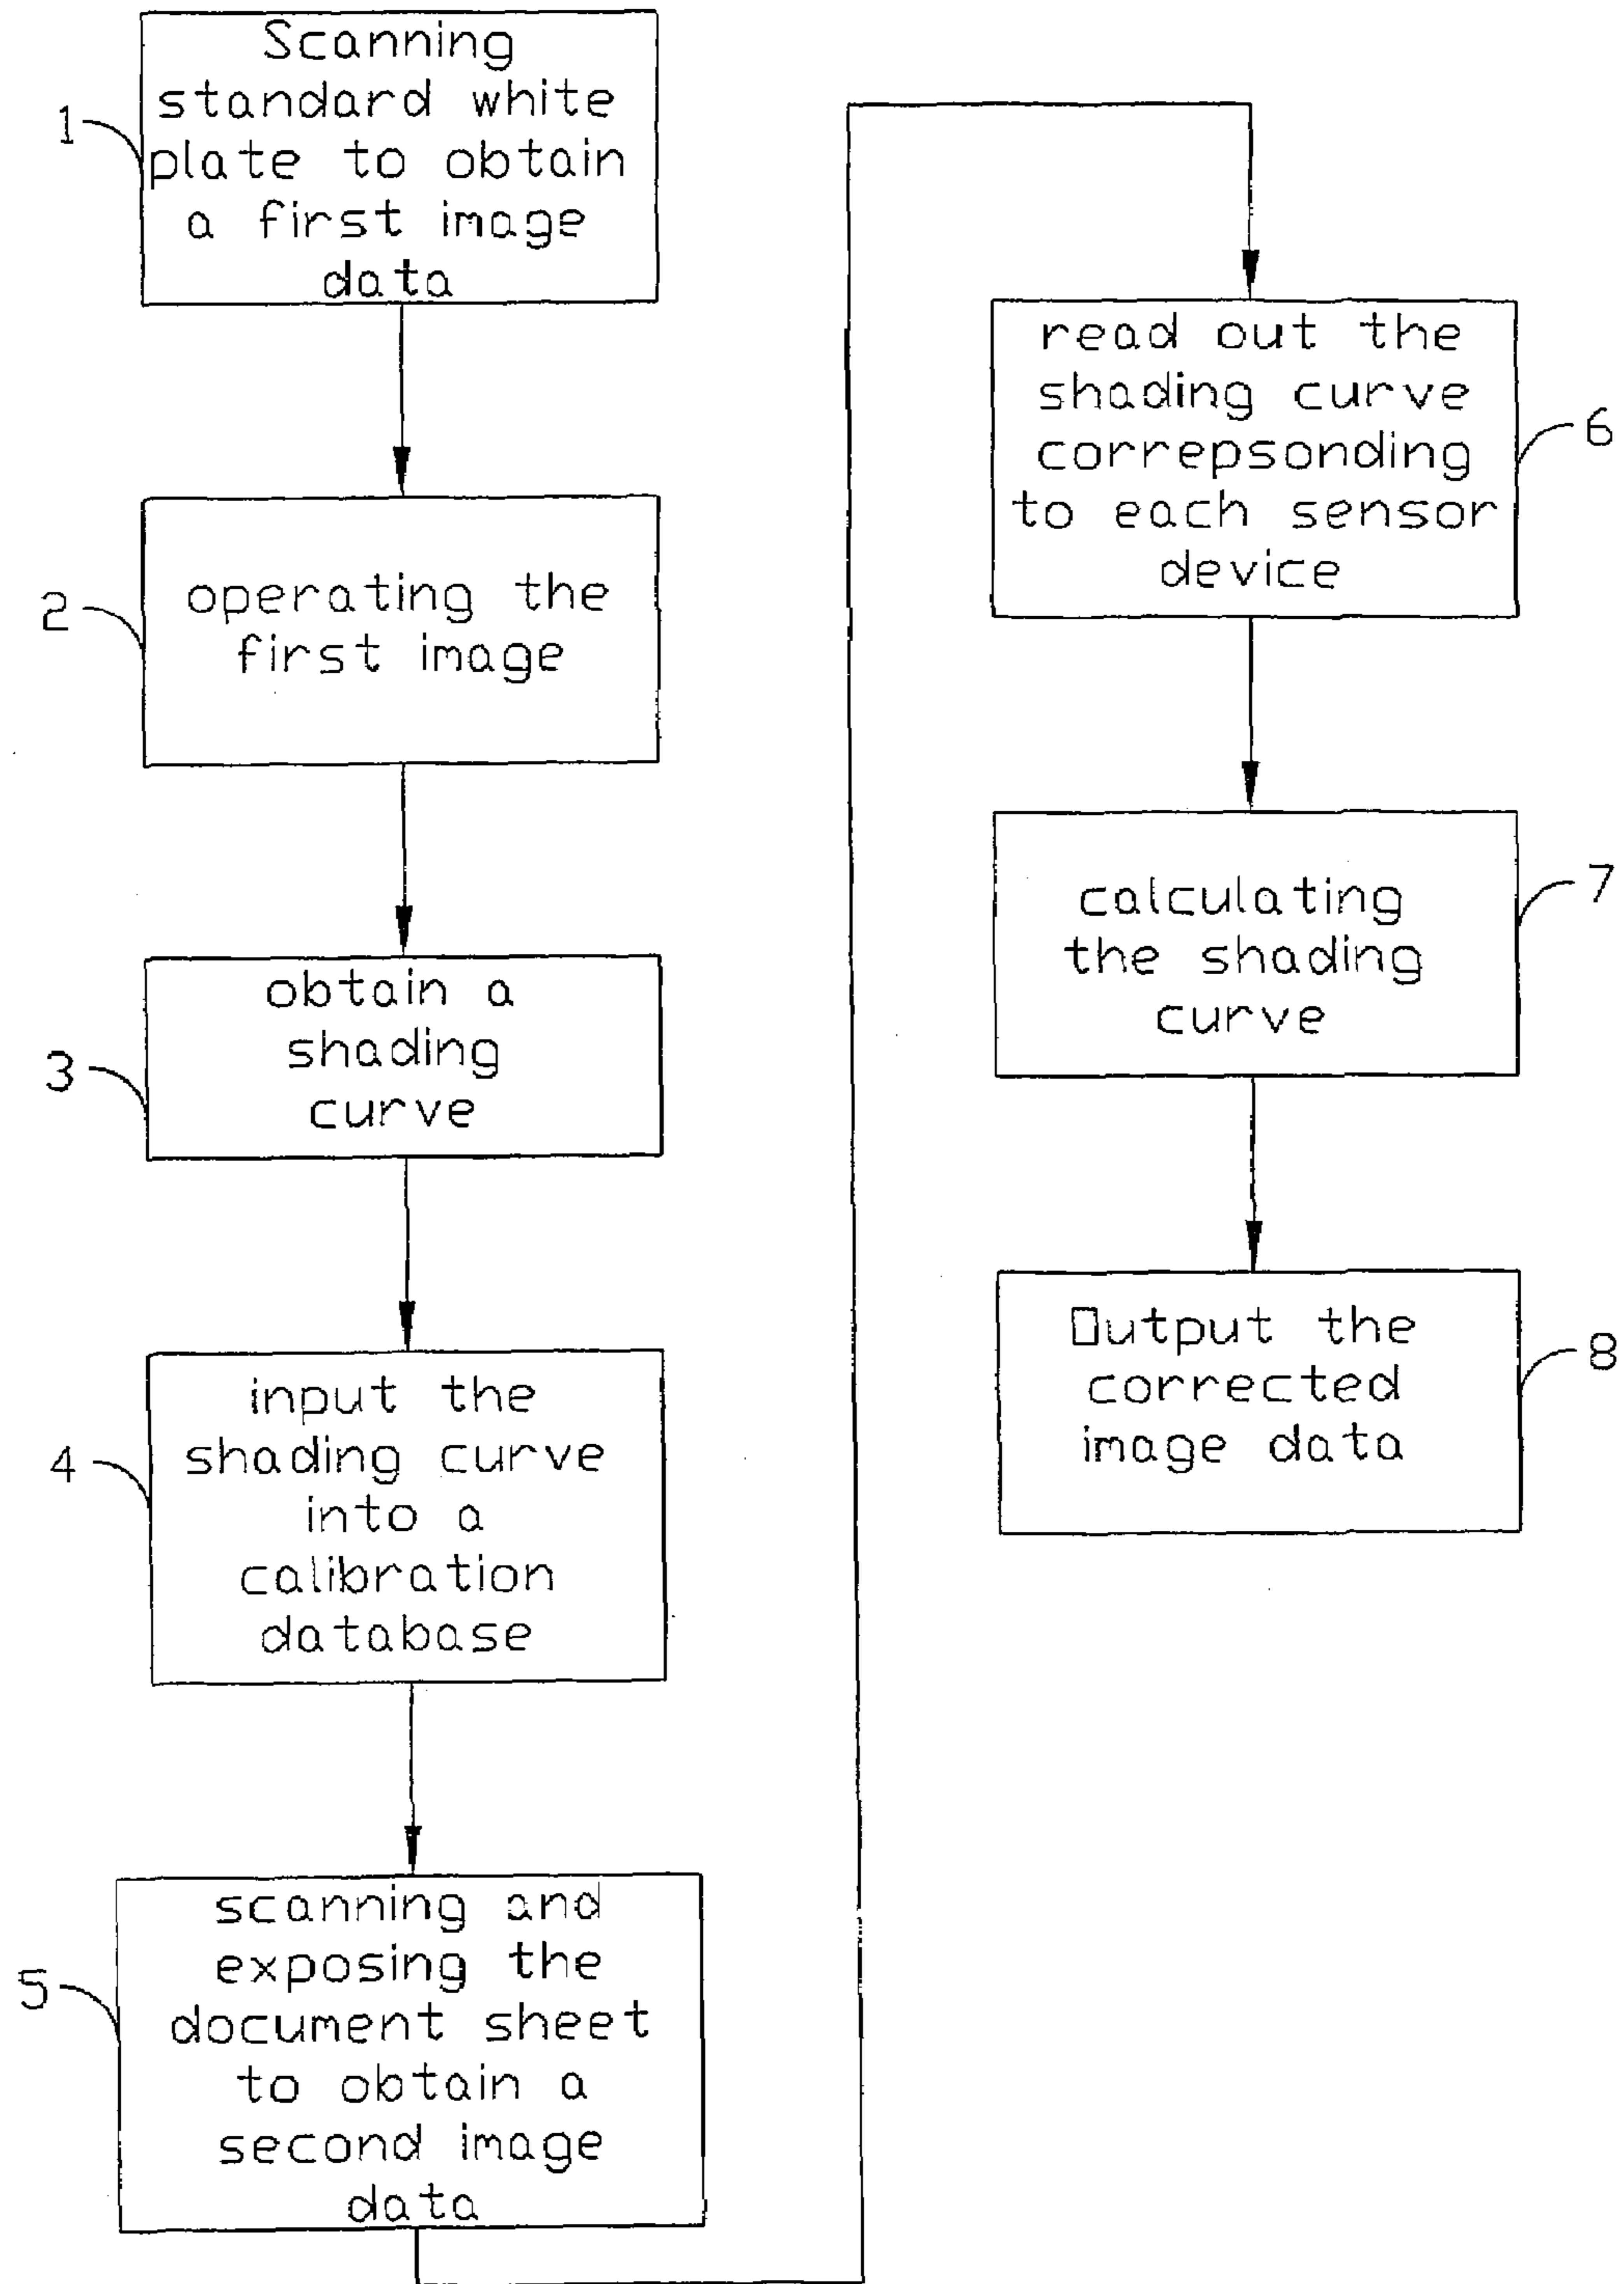 1
Scanning
standard white
plate to obtain
a first image
data
2
operating the
first image
3
obtain a
shading
curve
4
input the
shading curve
into a
calibration
database
5
scanning and
exposing the
document sheet
to obtain a
second image
data
read out the
shading curve
correpsonding
to each sensor
device
6
calculating
the shading
curve
7
Output the
corrected
image data
8